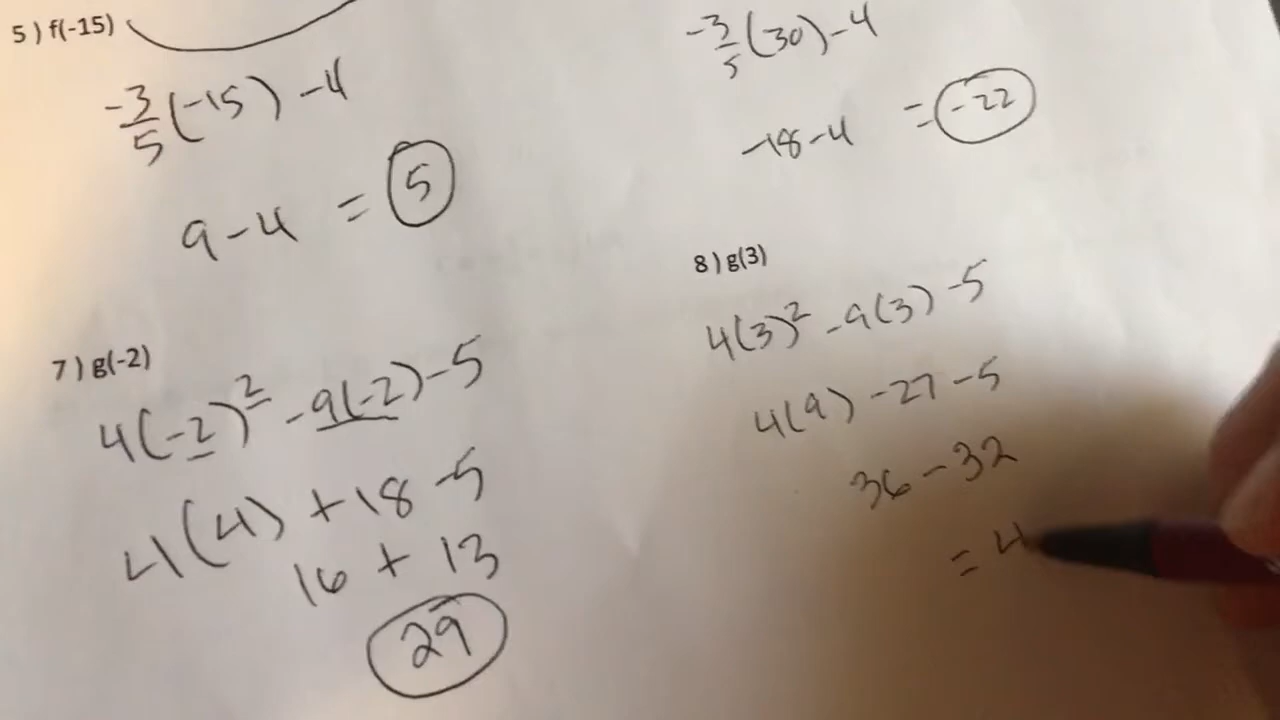 5) f(-15)
-3/5 (-15) -4
9-4 = 5
-3/5 (30) -4
-18-4 = -22
7) g(-2)
4(-2)² -9(-2) -5
4(4) +18 -5
16 + 13
29
8) g(3)
4(3)² -9(3) -5
4(9) -27 -5
36 -32
= 4